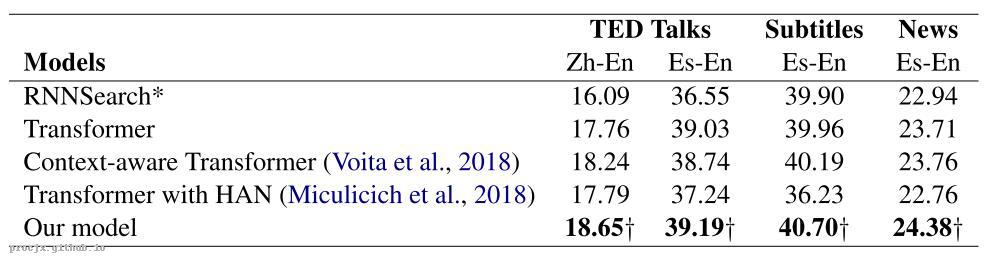 TED Talks Subtitles News
Models Zh-En Es-En Es-En Es-En
RNNSearch* 16.09 36.55 39.90 22.94
Transformer 17.76 39.03 39.96 23.71
Context-aware Transformer (Voita et al., 2018) 18.24 38.74 40.19 23.76
Transformer with HAN (Miculicich et al., 2018) 17.79 37.24 36.23 22.76
Our model 18.65† 39.19† 40.70† 24.38†